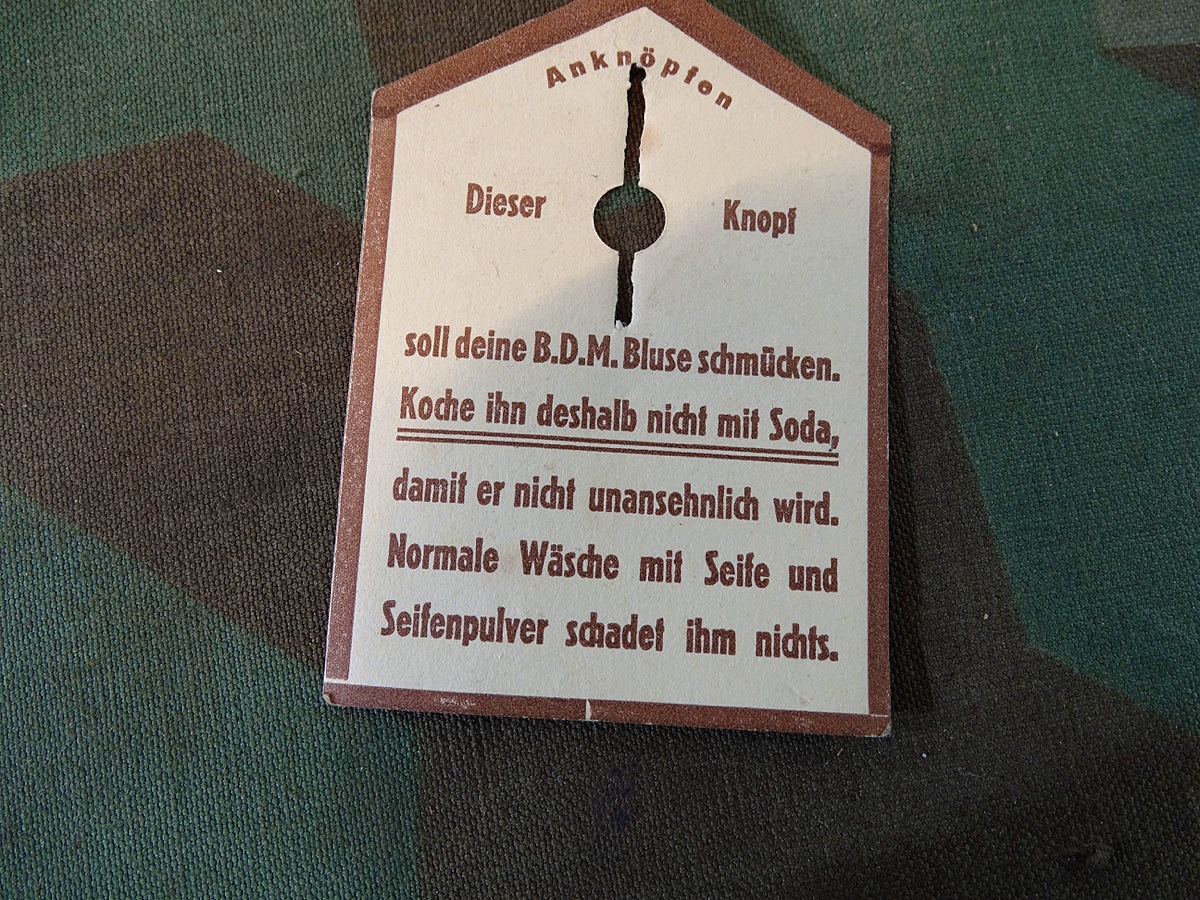 Anknöpfen
Dieser Knopf
soll deine B.D.M. Bluse schmücken.
Koche ihn deshalb nicht mit Soda,
damit er nicht unansehnlich wird.
Normale Wäsche mit Seife und
Seifenpulver schadet ihm nichts.